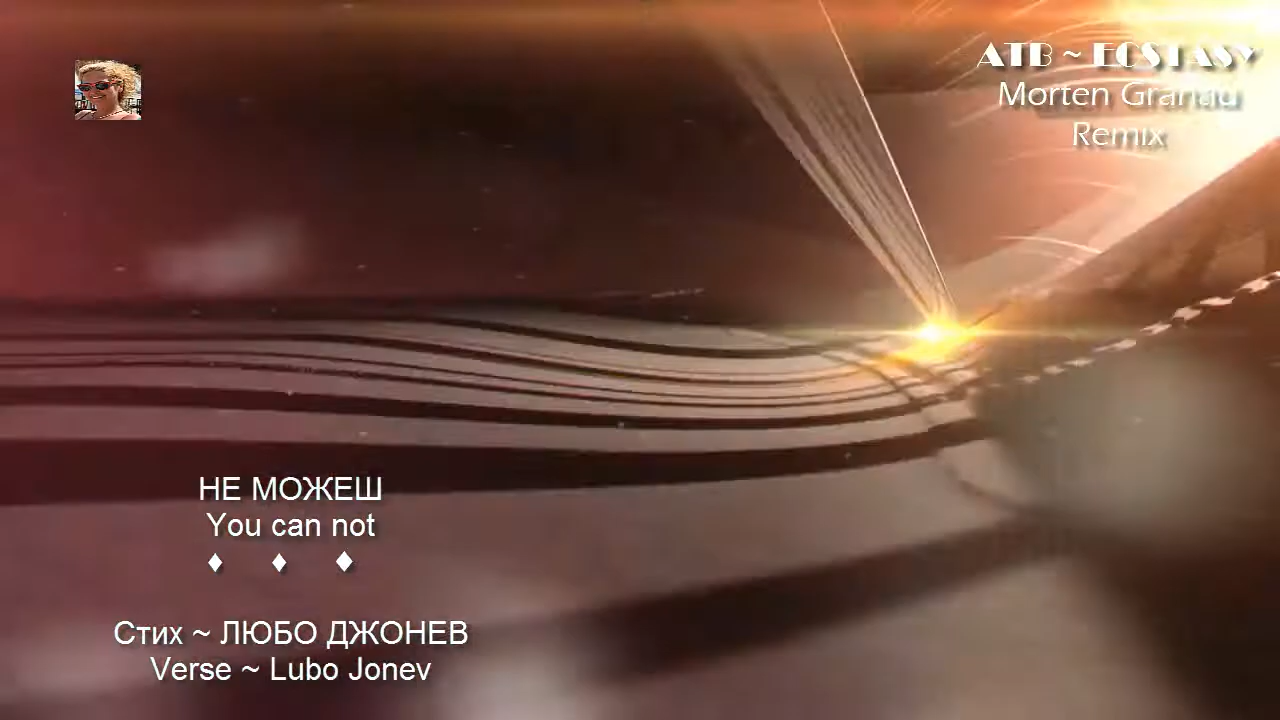 ATB ~ ECSTASY
Morten Granau
Remix
НЕ МОЖЕШ
You can not
♦ ♦ ♦
Стих ~ ЛЮБО ДЖОНЕВ
Verse ~ Lubo Jonev